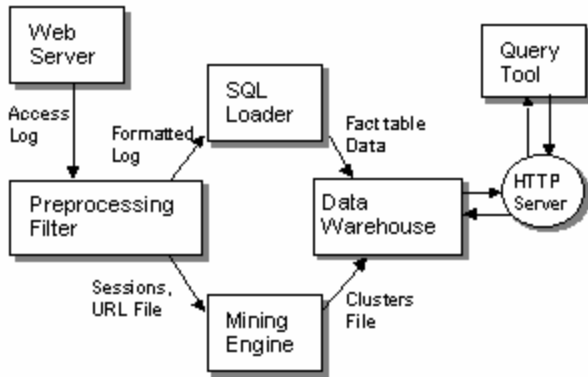 Web
Server
Query
Tool
SQL
Loader
Access
Log
Formatted
Log
Fact table
Data
Preprocessing
Filter
Data
Warehouse
HTTP
Server
Sessions,
URL File
Mining
Engine
Clusters
File